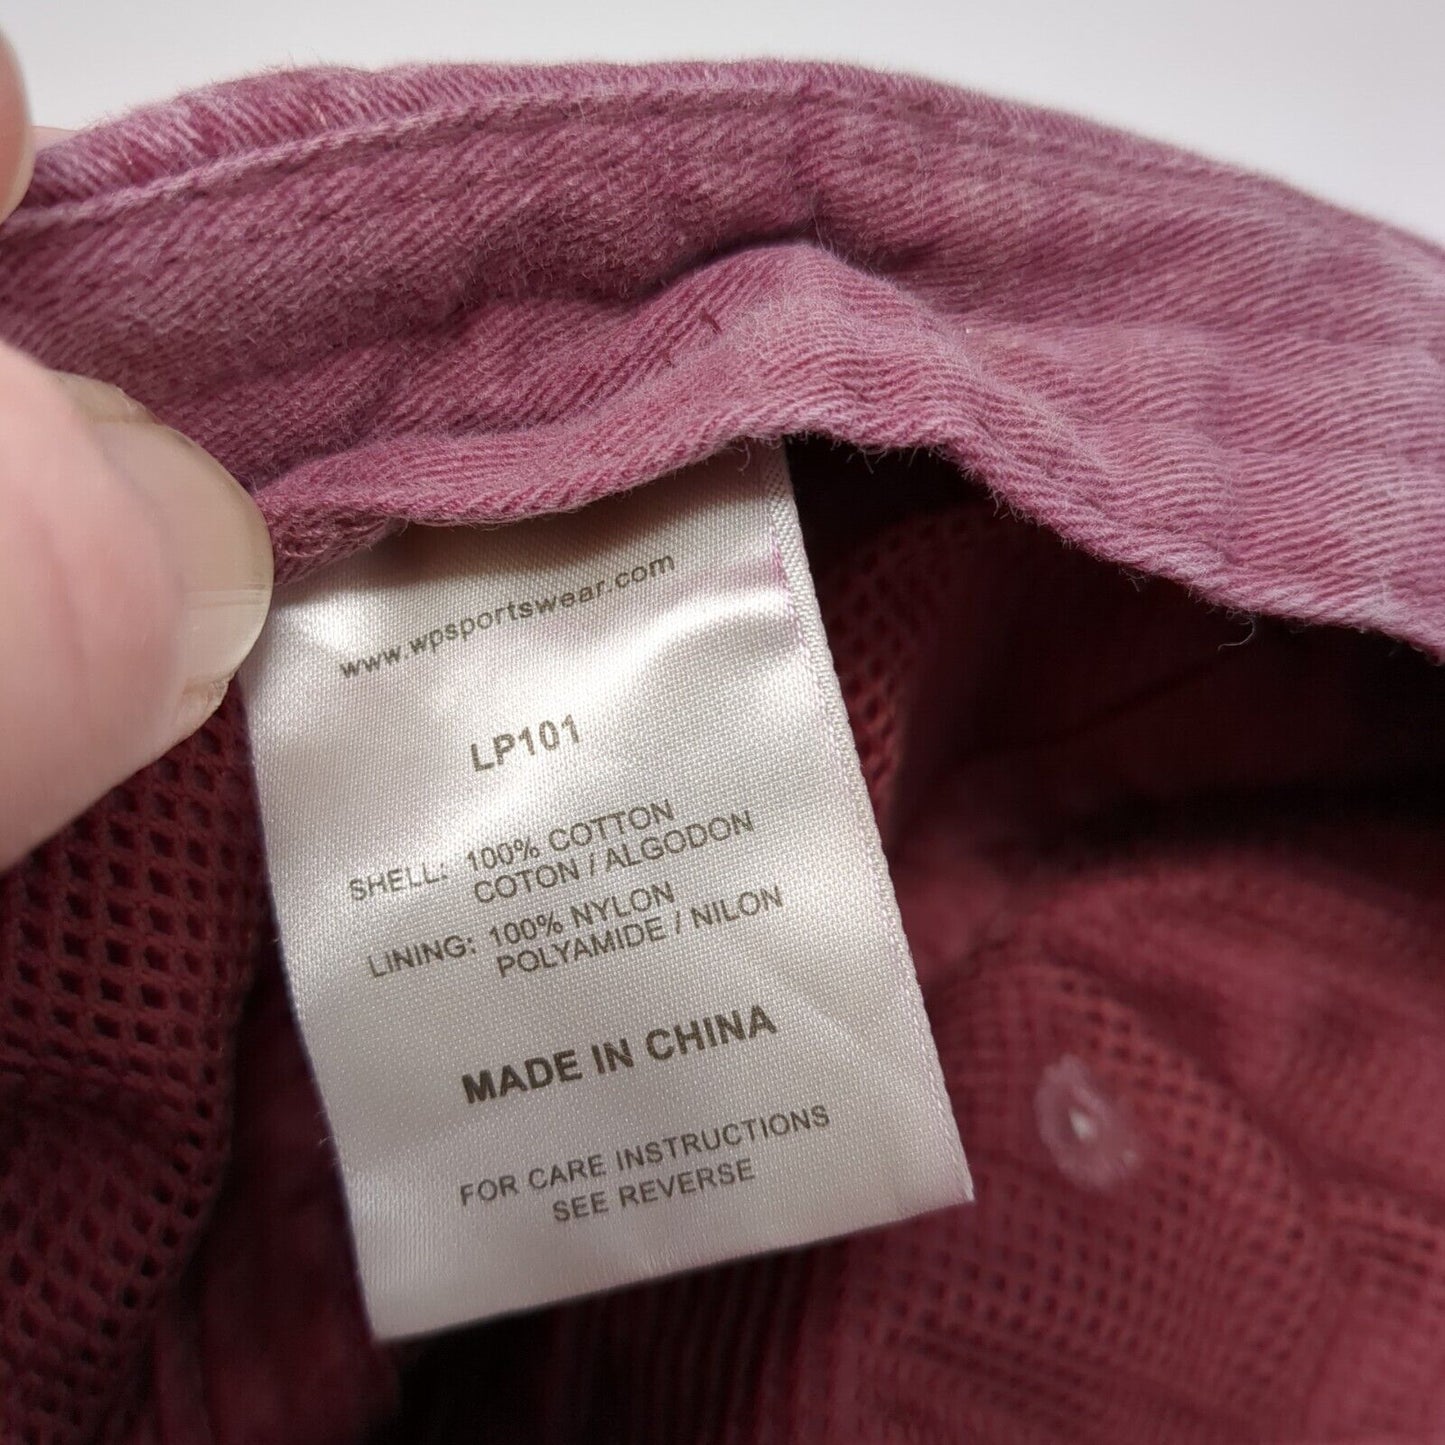 www.wpsportswear.com
LP101
SHELL: 100% COTTON
COTON / ALGODON
LINING: 100% NYLON
POLYAMIDE / NILON
MADE IN CHINA
FOR CARE INSTRUCTIONS
SEE REVERSE